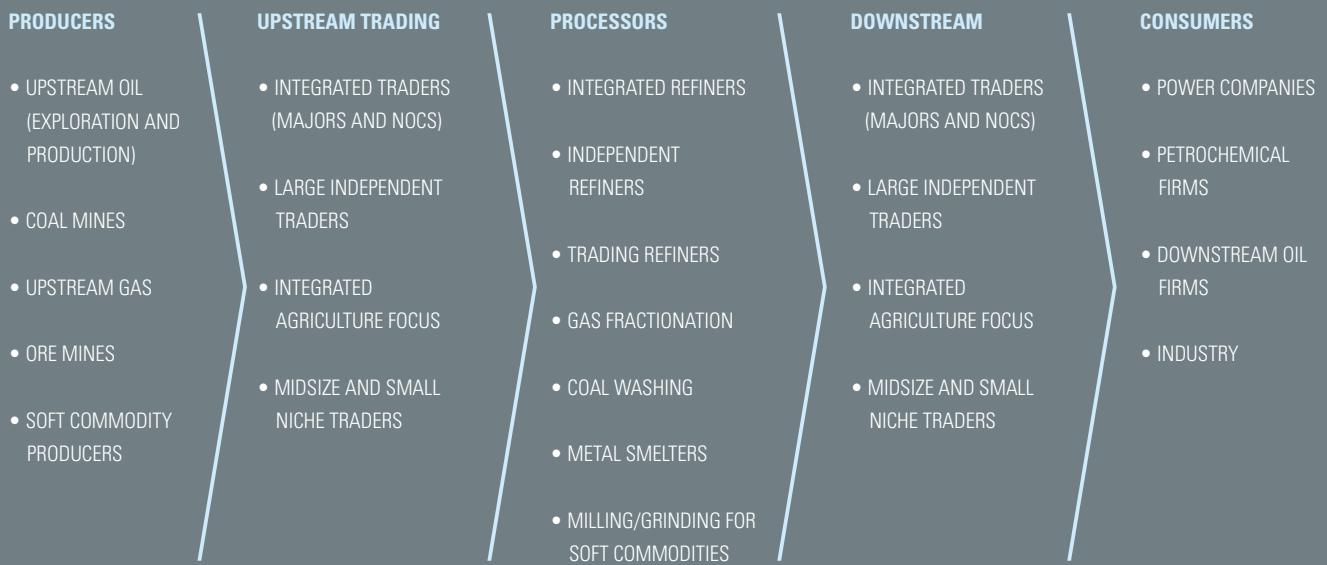 PRODUCERS
• UPSTREAM OIL
(EXPLORATION AND
PRODUCTION)
• COAL MINES
• UPSTREAM GAS
• ORE MINES
• SOFT COMMODITY
PRODUCERS
UPSTREAM TRADING
• INTEGRATED TRADERS
(MAJORS AND NOCS)
• LARGE INDEPENDENT
TRADERS
• INTEGRATED
AGRICULTURE FOCUS
• MIDSIZE AND SMALL
NICHE TRADERS
PROCESSORS
• INTEGRATED REFINERS
• INDEPENDENT
REFINERS
• TRADING REFINERS
• GAS FRACTIONATION
• COAL WASHING
• METAL SMELTERS
• MILLING/GRINDING FOR
SOFT COMMODITIES
DOWNSTREAM
• INTEGRATED TRADERS
(MAJORS AND NOCS)
• LARGE INDEPENDENT
TRADERS
• INTEGRATED
AGRICULTURE FOCUS
• MIDSIZE AND SMALL
NICHE TRADERS
CONSUMERS
• POWER COMPANIES
• PETROCHEMICAL
FIRMS
• DOWNSTREAM OIL
FIRMS
• INDUSTRY